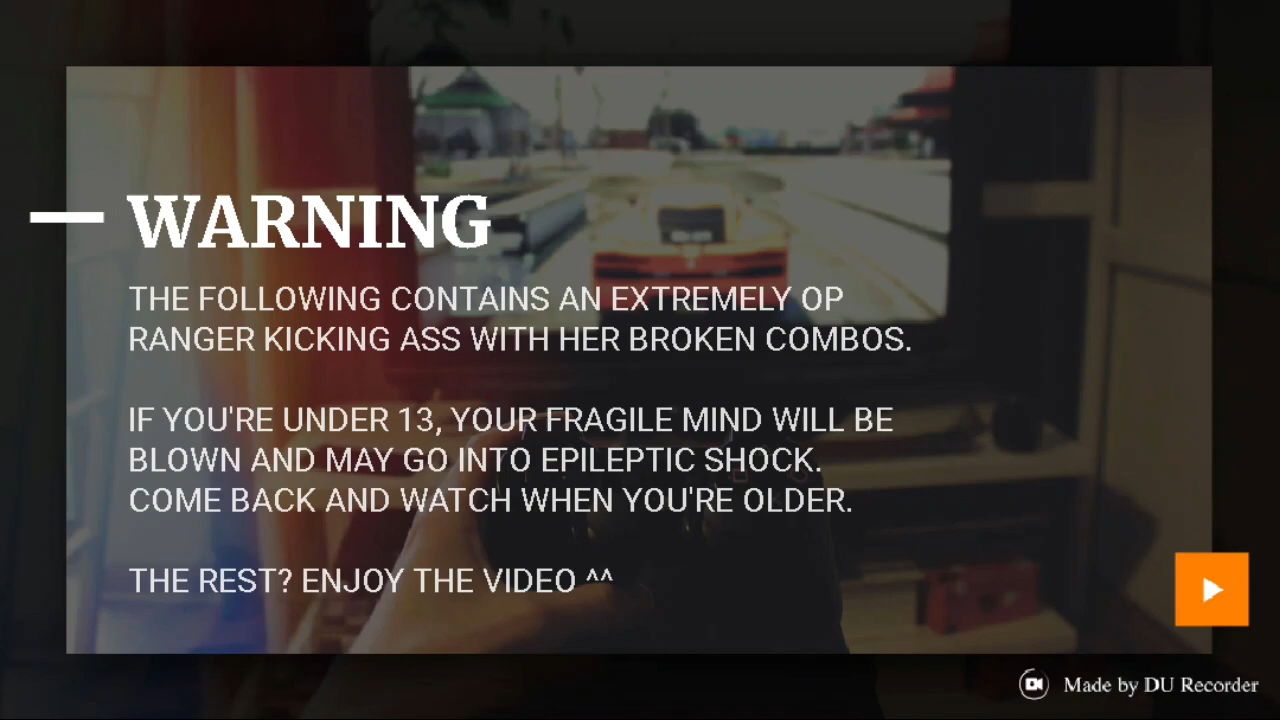 WARNING
THE FOLLOWING CONTAINS AN EXTREMELY OP
RANGER KICKING ASS WITH HER BROKEN COMBOS.
IF YOU'RE UNDER 13, YOUR FRAGILE MIND WILL BE
BLOWN AND MAY GO INTO EPILEPTIC SHOCK.
COME BACK AND WATCH WHEN YOU'RE OLDER.
THE REST? ENJOY THE VIDEO ^^
Made by DU Recorder